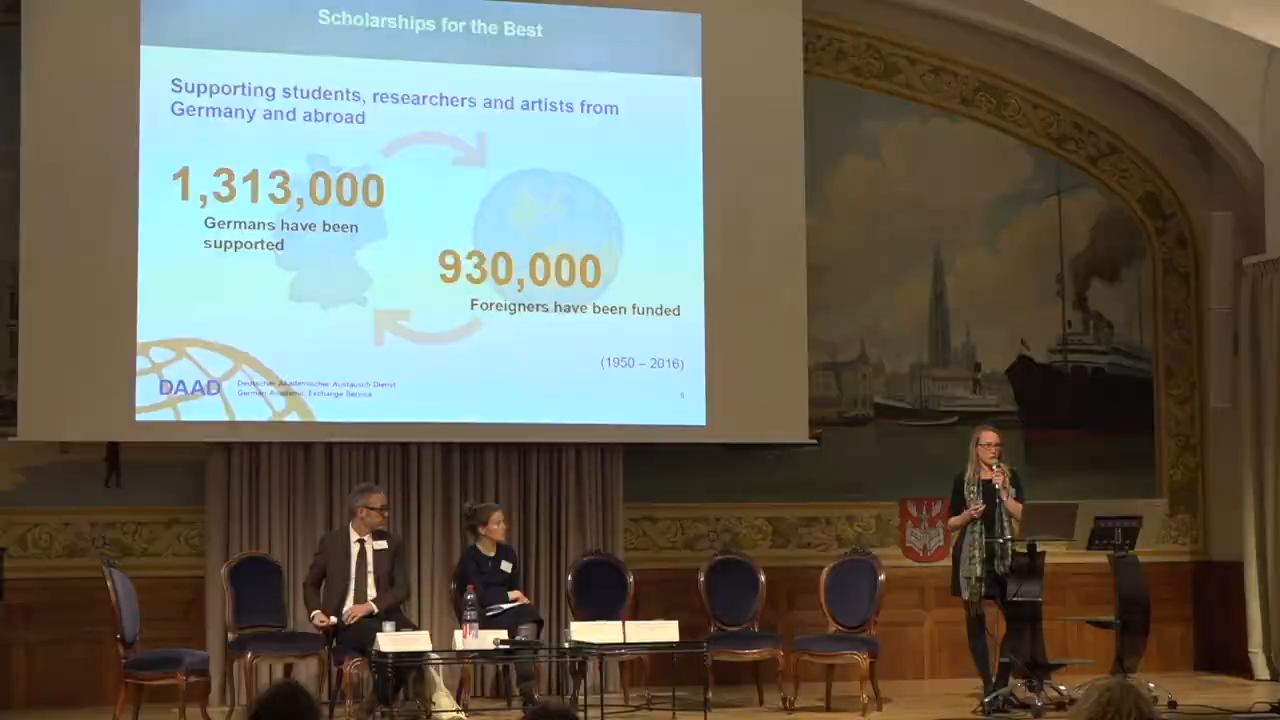 Scholarships for the Best
Supporting students, researchers and artists from
Germany and abroad
1,313,000
Germans have been
supported
930,000
Foreigners have been funded
(1950 – 2016)
DAAD
Deutscher Akademischer Austausch Dienst
German Academic Exchange Service
5